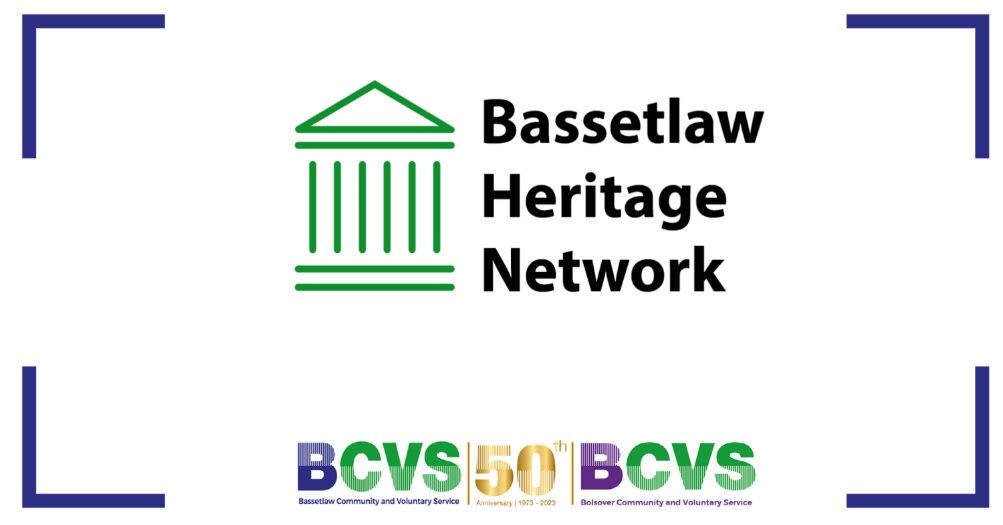 Bassetlaw
Heritage
Network
BCVS
Bassetlaw Community and Voluntary Service
50th
Anniversary | 1973 - 2023
BCVS
Bolsover Community and Voluntary Service